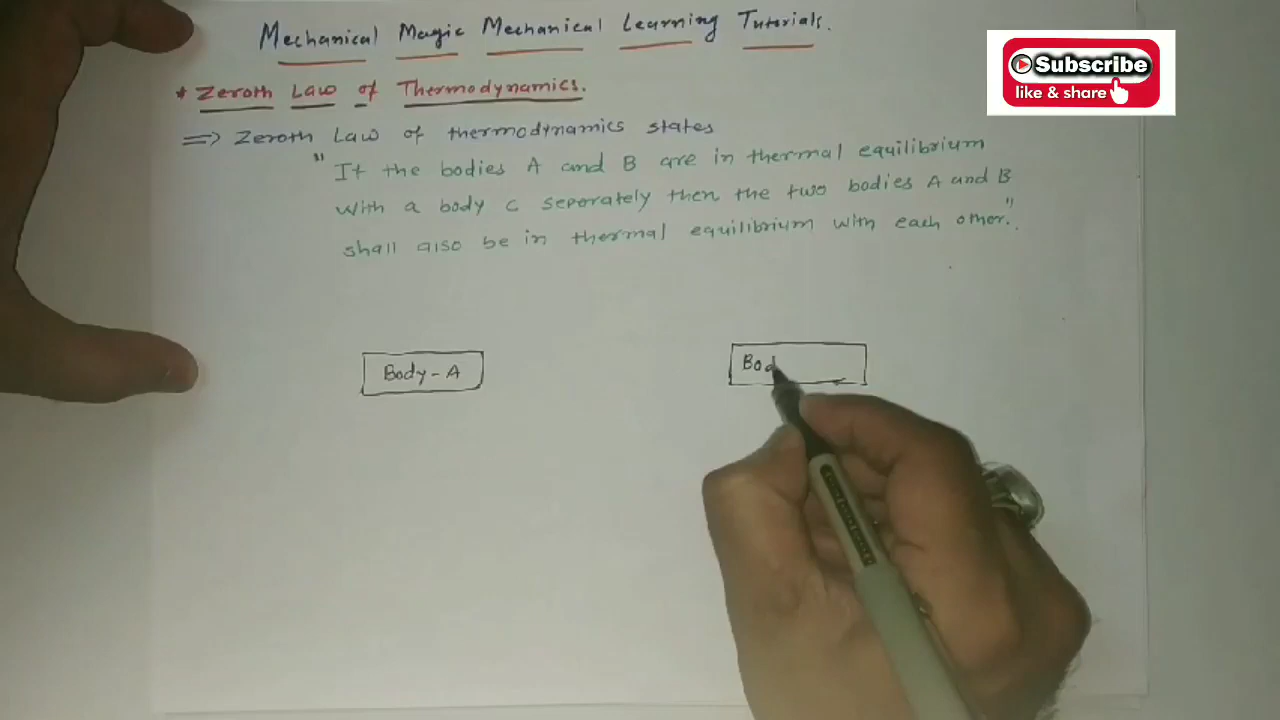 Mechanical Magic Mechanical Learning Tutorials.
* Zeroth Law of Thermodynamics.
=> Zeroth Law of thermodynamics states
"If the bodies A and B are in thermal equilibrium
with a body C seperately then the two bodies A and B
shall also be in thermal equilibrium with each other."
Body - A
Bod
Subscribe
like & share